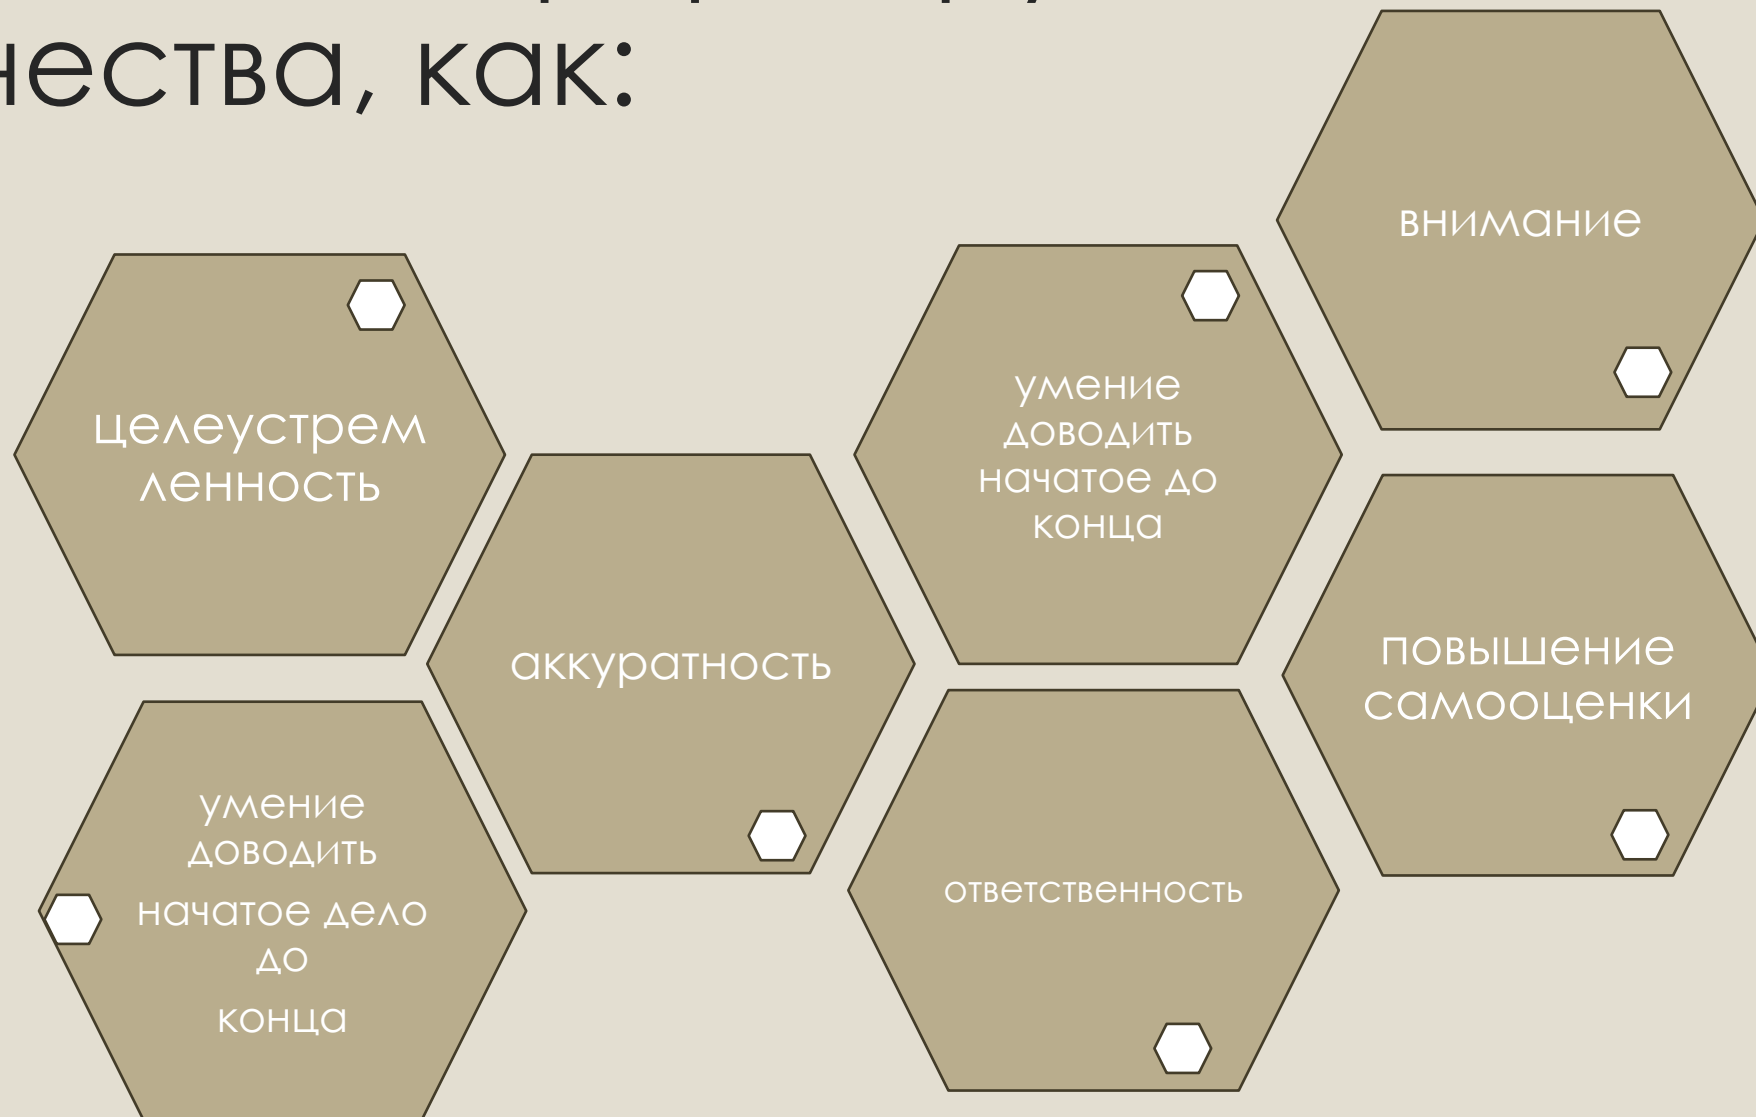 как:
внимание
целеустрем
ленность
умение
доводить
начатое до
конца
аккуратность
повышение
самооценки
умение
доводить
начатое дело
до
конца
ответственность